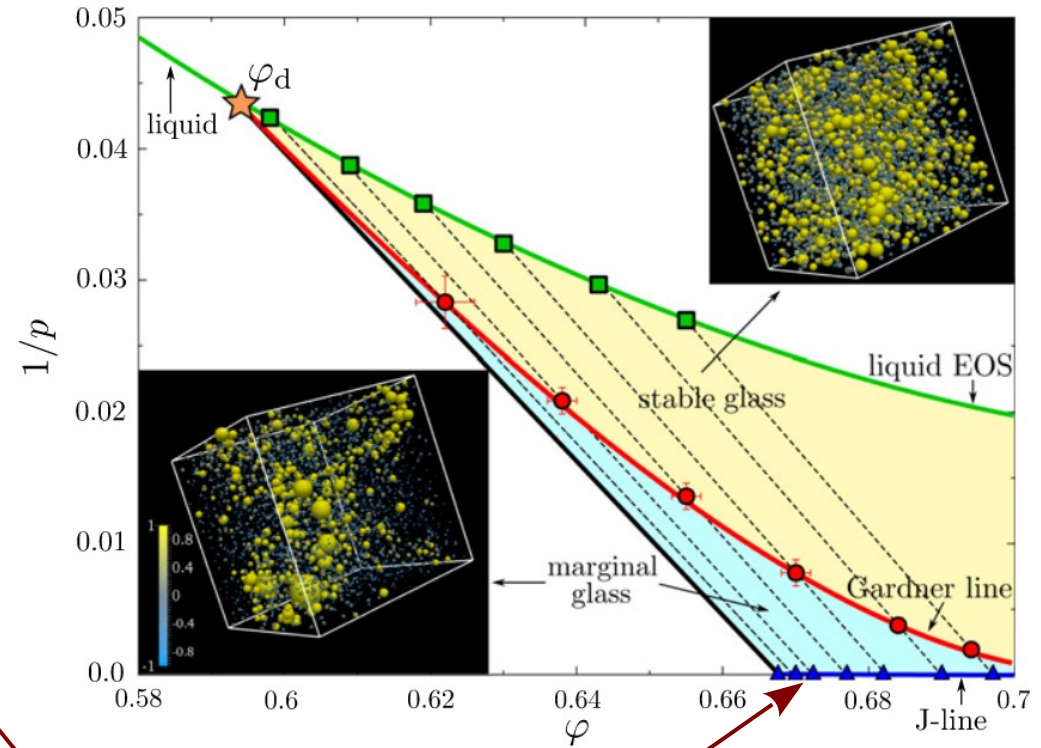 0.05
0.04
0.03
0.02
0.01
0.0
1/p
0.58
0.6
0.62
0.64
0.66
0.68
0.7
φ
φd
liquid
liquid EOS
stable glass
marginal
glass
Gardner line
J-line
1
0.8
0.4
0
-0.4
-0.8
-1